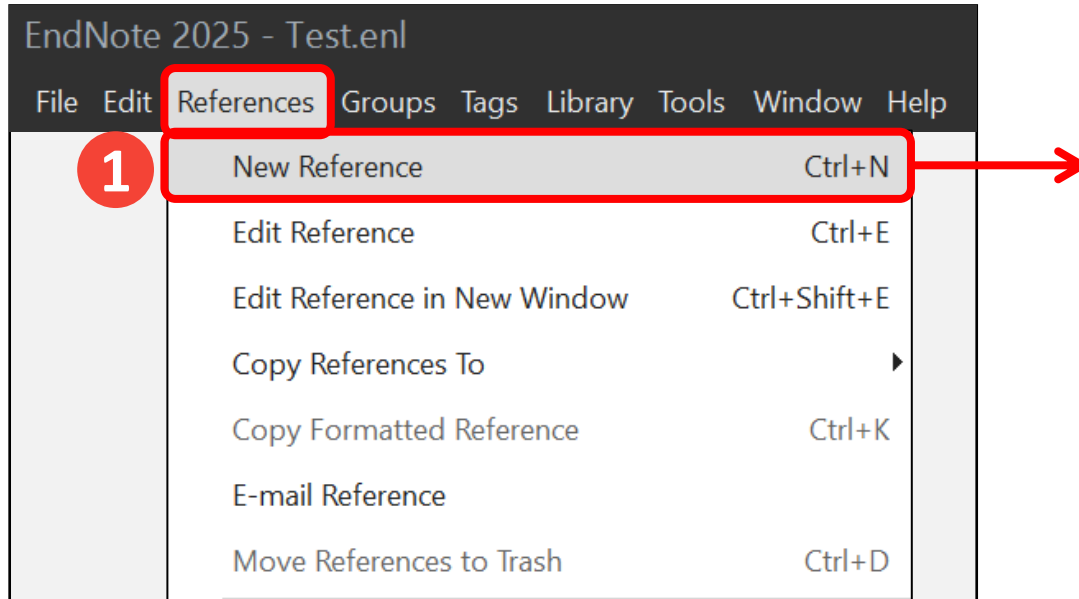 EndNote 2025 - Test.enl
File Edit References Groups Tags Library Tools Window Help
1 New Reference Ctrl+N
Edit Reference Ctrl+E
Edit Reference in New Window Ctrl+Shift+E
Copy References To
Copy Formatted Reference Ctrl+K
E-mail Reference
Move References to Trash Ctrl+D